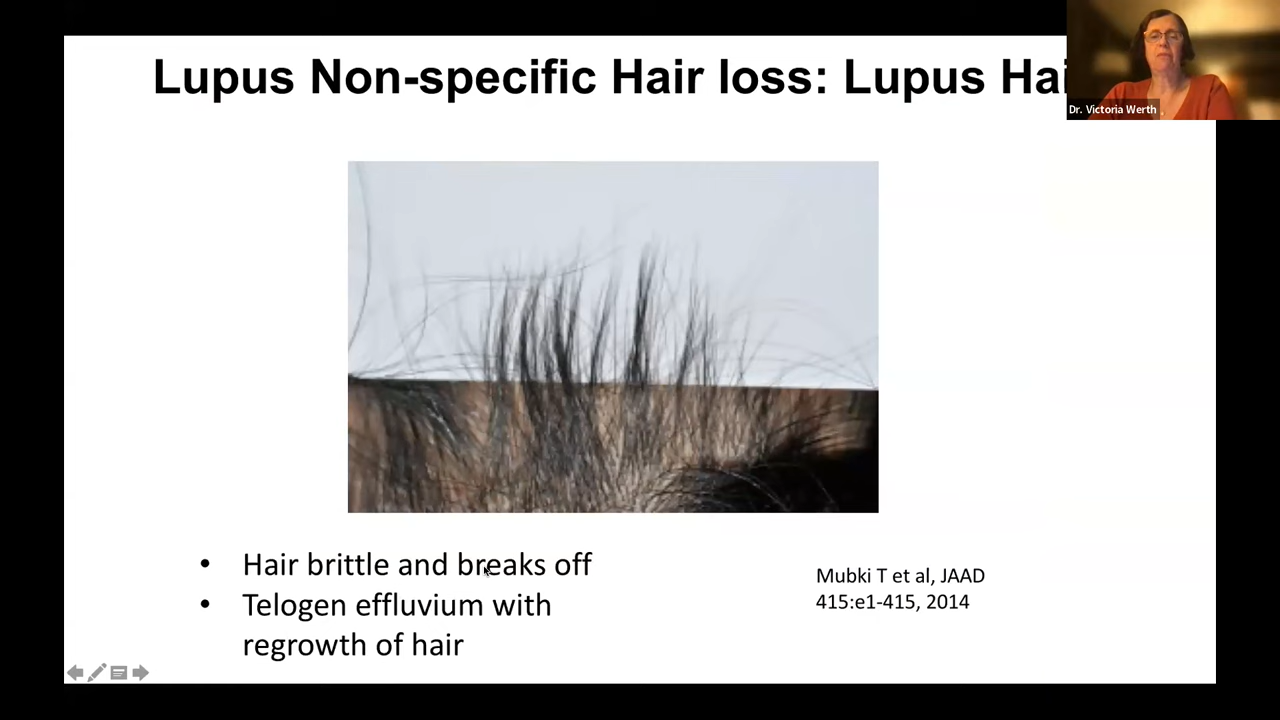 Lupus Non-specific Hair loss: Lupus Hai
Dr. Victoria Werth
• Hair brittle and breaks off
• Telogen effluvium with
regrowth of hair
Mubki T et al, JAAD
415:e1-415, 2014